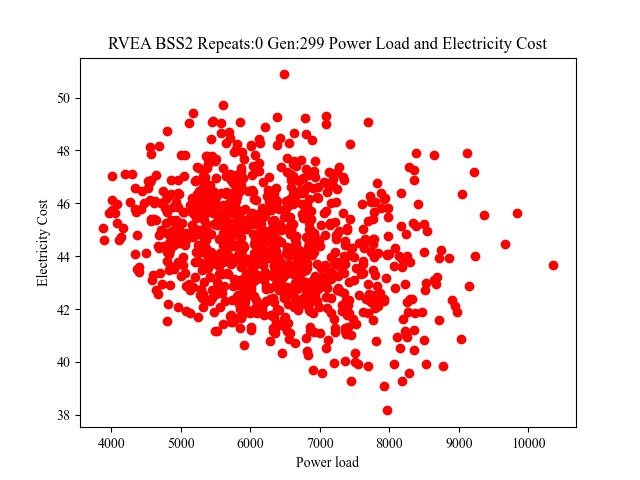 RVEA BSS2 Repeats:0 Gen:299 Power Load and Electricity Cost
50
48
46
44
42
40
38
Electricity Cost
4000 5000 6000 7000 8000 9000 10000
Power load